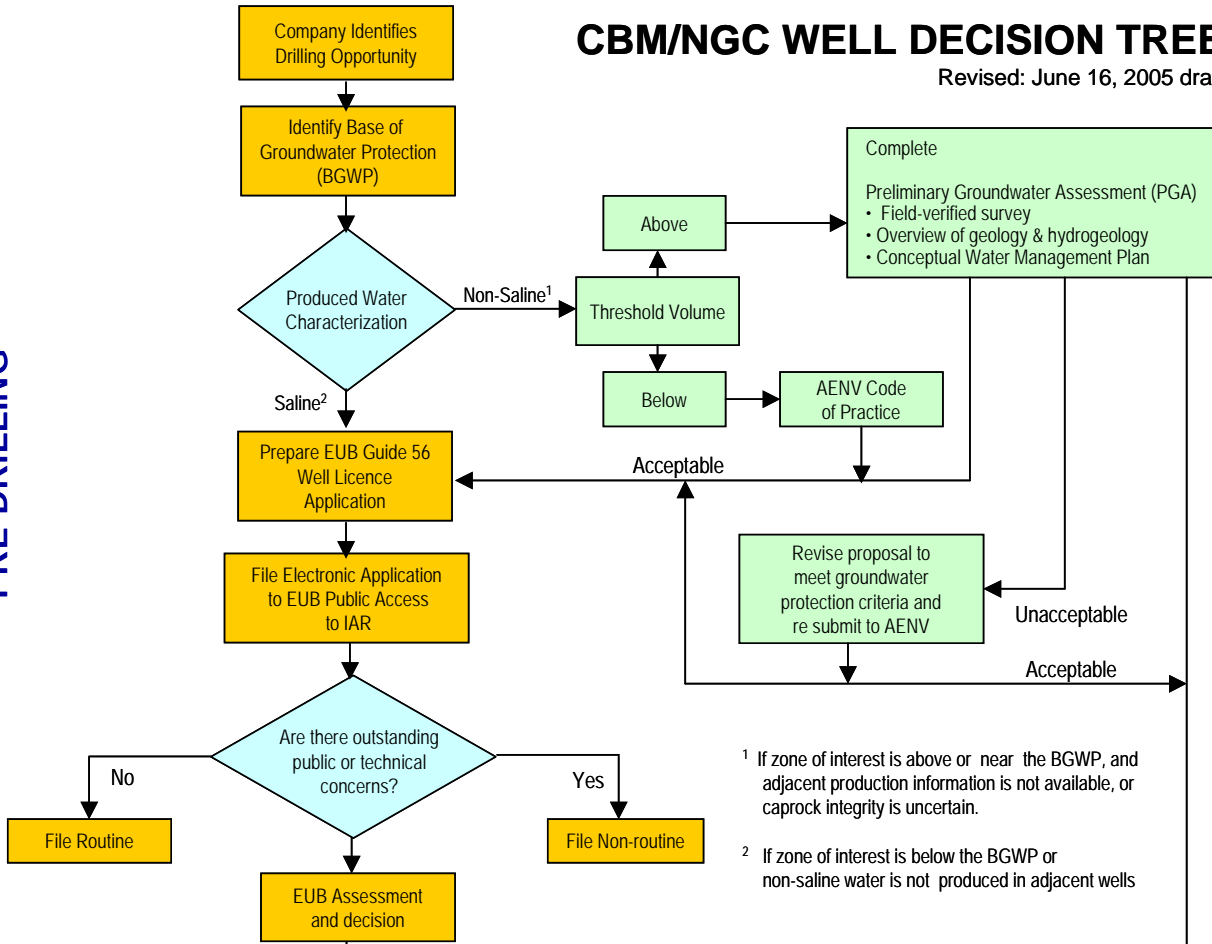 CBM/NGC WELL DECISION TREE
Revised: June 16, 2005
Company Identifies
Drilling Opportunity
Identify Base of
Groundwater Protection
(BGWP)
Produced Water
Characterization
Non-Saline¹
Saline²
Above
Threshold Volume
Below
AENV Code
of Practice
Complete
Preliminary Groundwater Assessment (PGA)
• Field-verified survey
• Overview of geology & hydrogeology
• Conceptual Water Management Plan
Prepare EUB Guide 56
Well Licence
Application
Acceptable
File Electronic Application
to EUB Public Access
to IAR
Revise proposal to
meet groundwater
protection criteria and
re submit to AENV
Unacceptable
Acceptable
Are there outstanding
public or technical
concerns?
No
Yes
File Routine
File Non-routine
EUB Assessment
and decision
¹ If zone of interest is above or near the BGWP, and
adjacent production information is not available, or
caprock integrity is uncertain.
² If zone of interest is below the BGWP or
non-saline water is not produced in adjacent wells